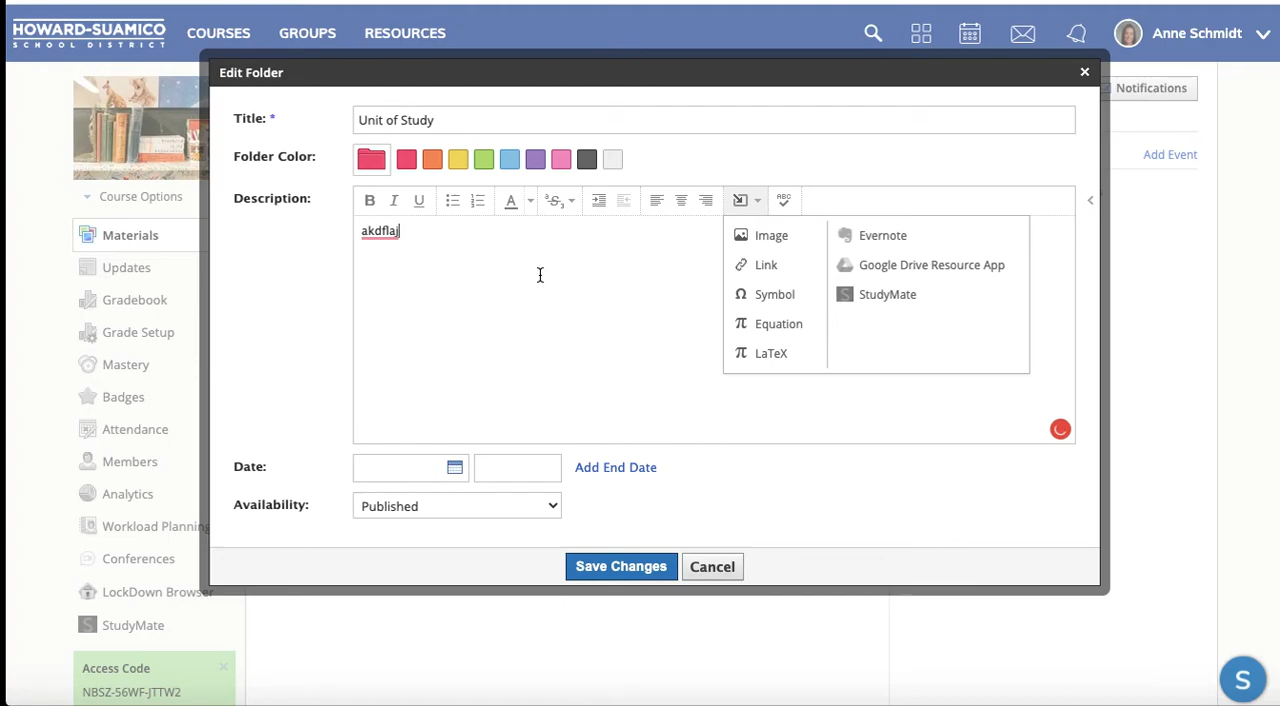 HOWARD-SUAMICO
SCHOOL DISTRICT
COURSES
GROUPS
RESOURCES
Anne Schmidt
Edit Folder
Notifications
Add Event
Title: *
Unit of Study
Folder Color:
Description:
B I U
A
S
ABC
akdflaj
Image
Link
Ω Symbol
π Equation
π LaTeX
Evernote
Google Drive Resource App
S StudyMate
Date:
Add End Date
Availability:
Published
Save Changes
Cancel
Course Options
Materials
Updates
Gradebook
Grade Setup
Mastery
Badges
Attendance
Members
Analytics
Workload Planning
Conferences
LockDown Browser
S StudyMate
Access Code
NBSZ-56WF-JTTW2
S